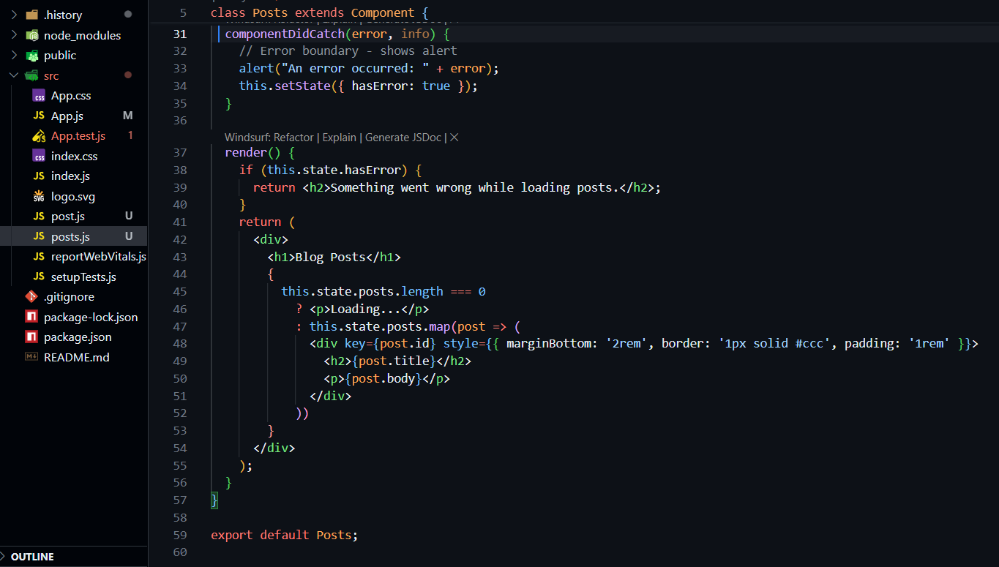 .history
node_modules
public
src
App.css
App.js M
App.test.js 1
index.css
index.js
logo.svg
post.js U
posts.js U
reportWebVitals.js
setupTests.js
.gitignore
package-lock.json
package.json
README.md
OUTLINE
5 class Posts extends Component {
31 componentDidCatch(error, info) {
32 // Error boundary - shows alert
33 alert("An error occurred: " + error);
34 this.setState({ hasError: true });
35 }
36
Windsurf: Refactor | Explain | Generate JSDoc | ×
37 render() {
38 if (this.state.hasError) {
39 return <h2>Something went wrong while loading posts.</h2>;
40 }
41 return (
42 <div>
43 <h1>Blog Posts</h1>
44 {
45 this.state.posts.length === 0
46 ? <p>Loading...</p>
47 : this.state.posts.map(post => (
48 <div key={post.id} style={{ marginBottom: '2rem', border: '1px solid #ccc', padding: '1rem' }}>
49 <h2>{post.title}</h2>
50 <p>{post.body}</p>
51 </div>
52 ))
53 }
54 </div>
55 );
56 }
57 }
58
59 export default Posts;
60